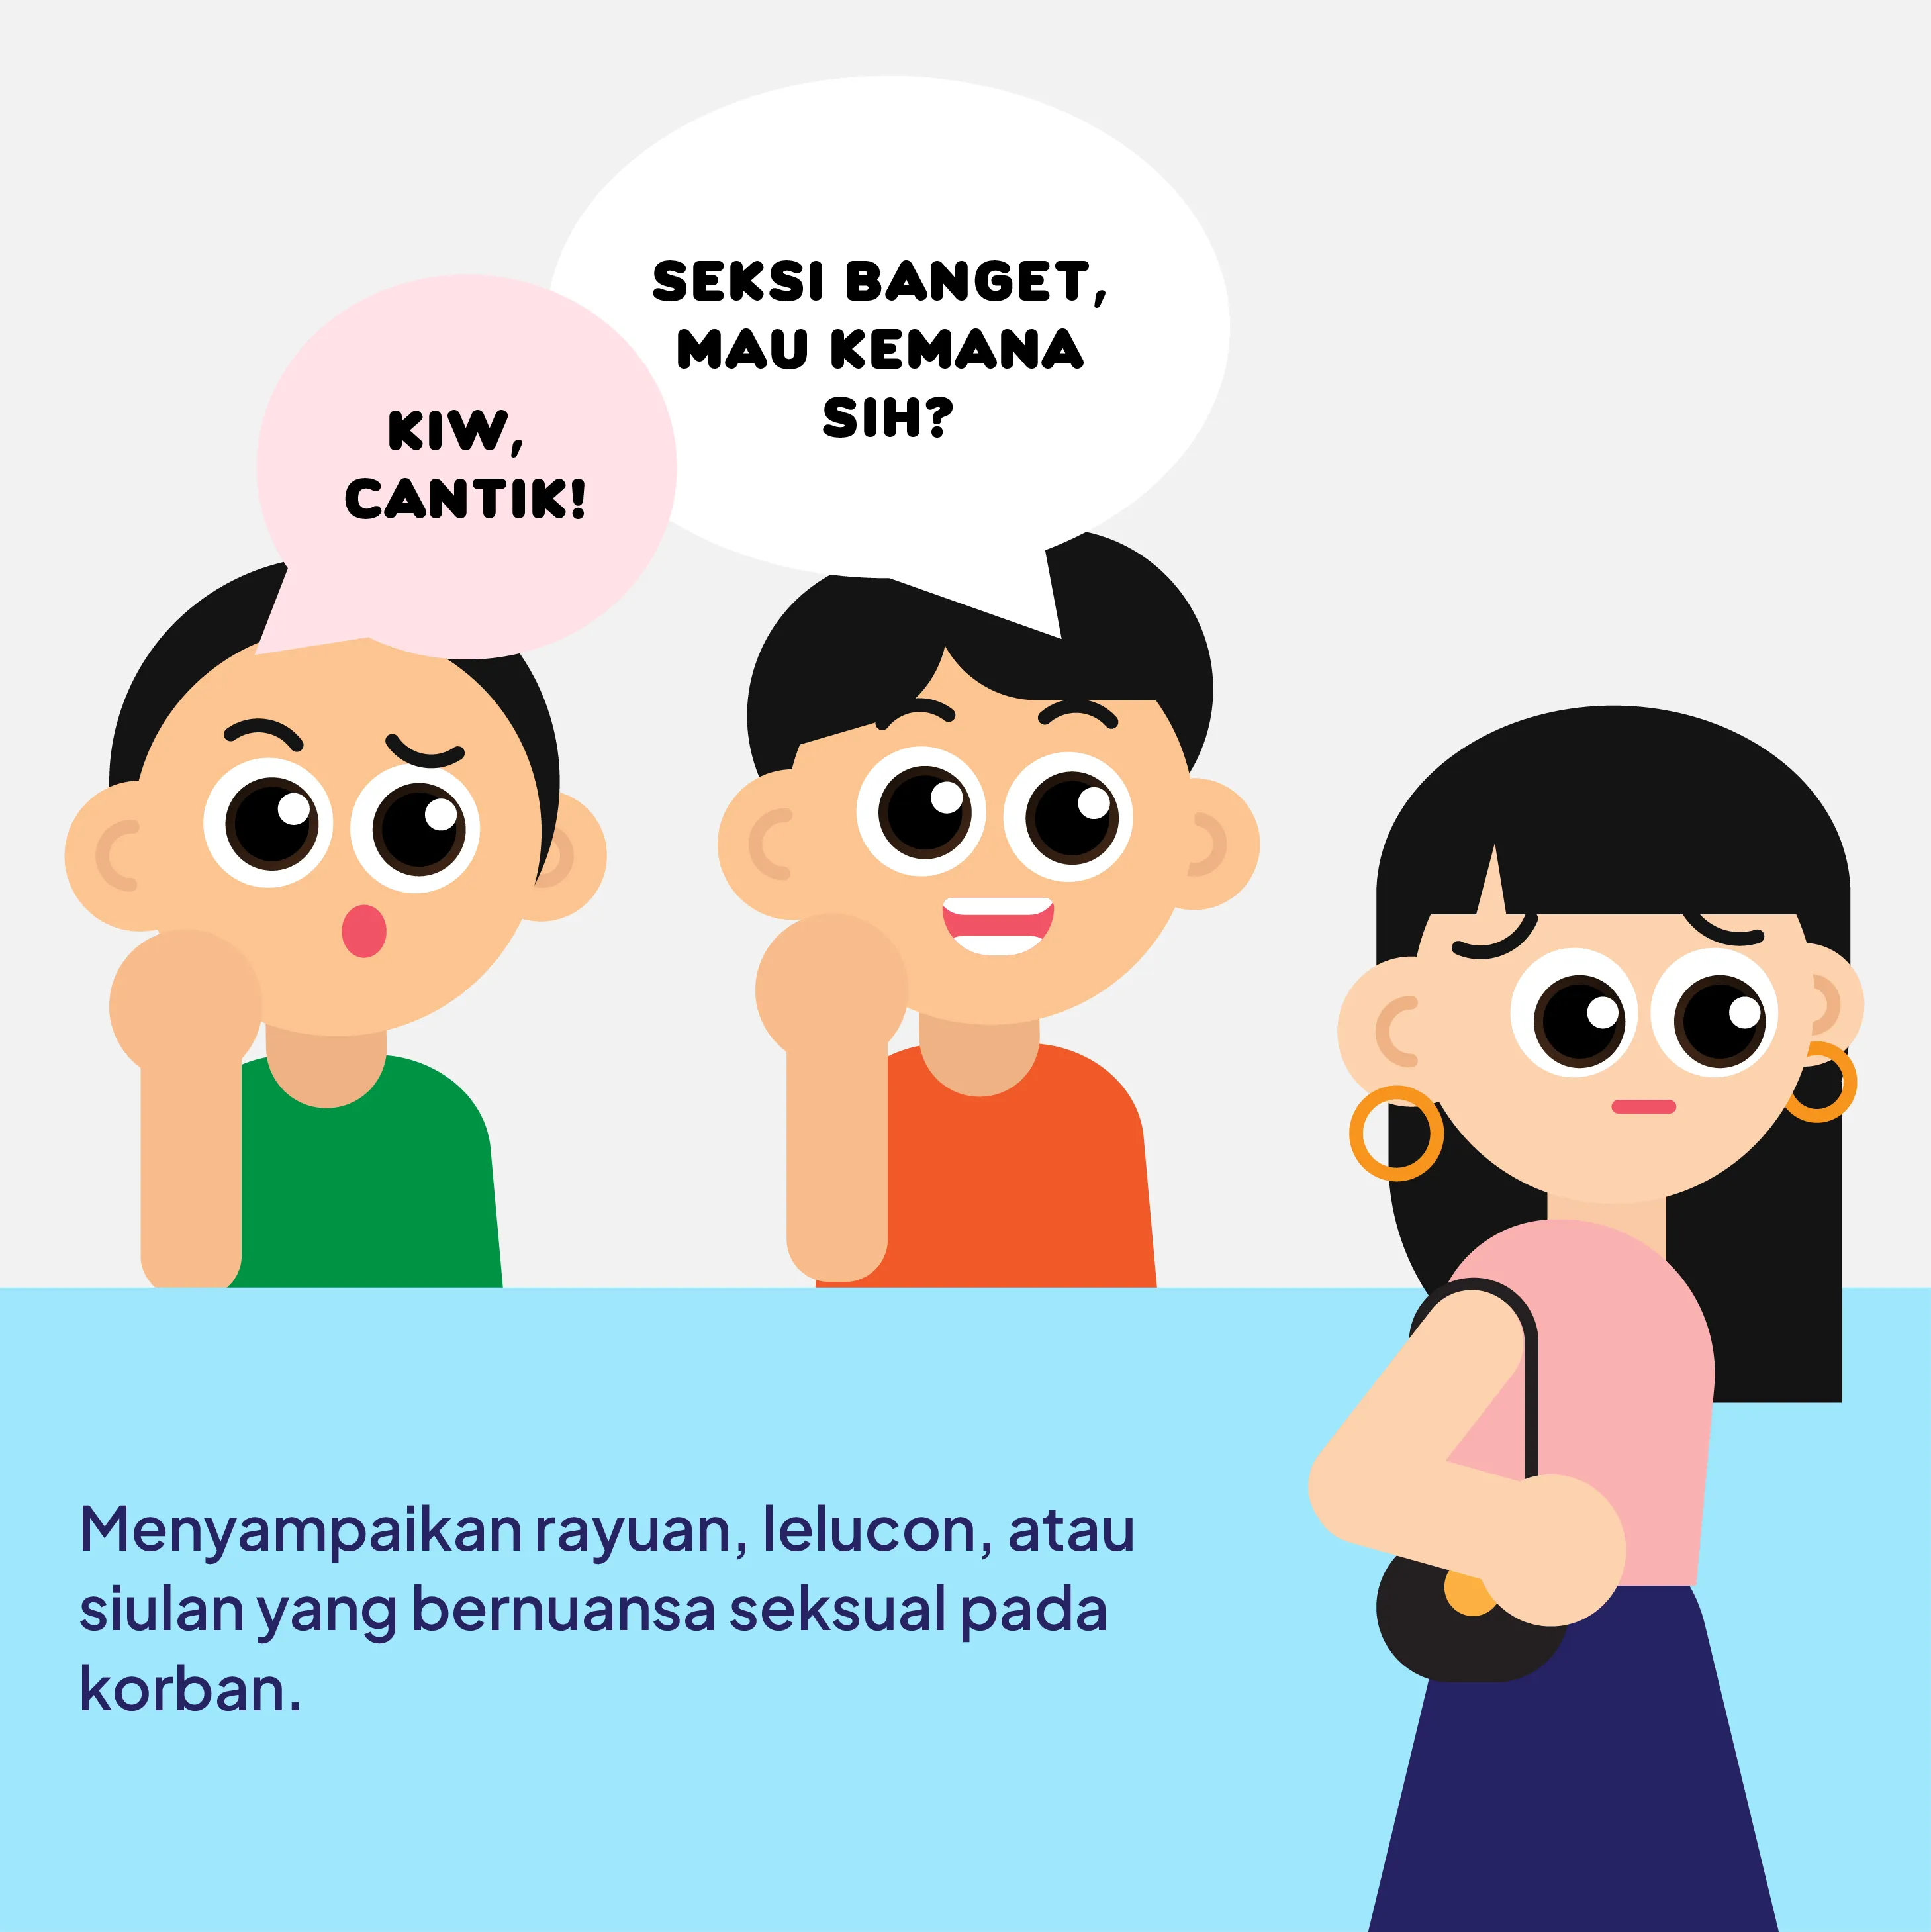 KIW,
CANTIK!
SEKSI BANGET,
MAU KEMANA
SIH?
Menyampaikan rayuan, lelucon, atau
siulan yang bernuansa seksual pada
korban.